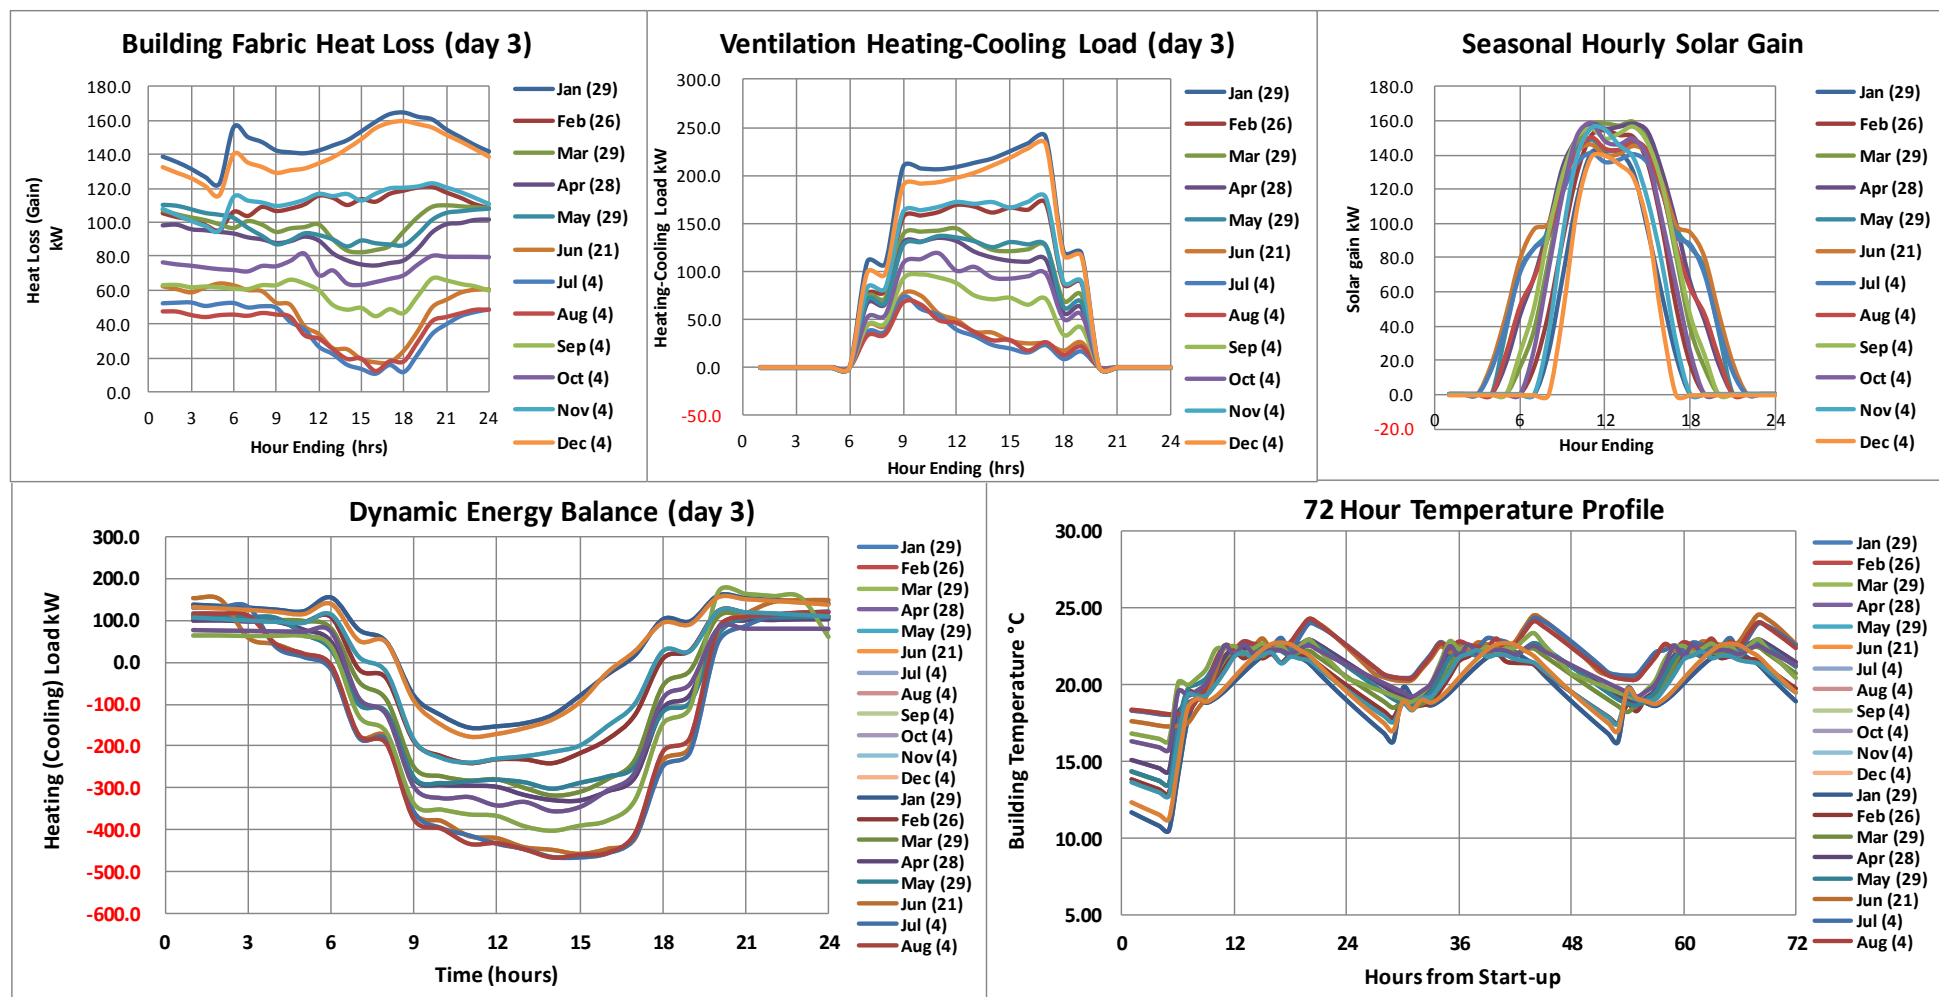 Building Fabric Heat Loss (day 3)
180.0
160.0
140.0
120.0
100.0
80.0
60.0
40.0
20.0
0.0
Heat Loss (Gain)
kW
0 3 6 9 12 15 18 21 24
Hour Ending (hrs)
Jan (29)
Feb (26)
Mar (29)
Apr (28)
May (29)
Jun (21)
Jul (4)
Aug (4)
Sep (4)
Oct (4)
Nov (4)
Dec (4)
Ventilation Heating-Cooling Load (day 3)
300.0
250.0
200.0
150.0
100.0
50.0
0.0
-50.0
Heating-Cooling Load kW
0 3 6 9 12 15 18 21 24
Hour Ending (hrs)
Jan (29)
Feb (26)
Mar (29)
Apr (28)
May (29)
Jun (21)
Jul (4)
Aug (4)
Sep (4)
Oct (4)
Nov (4)
Dec (4)
Seasonal Hourly Solar Gain
180.0
160.0
140.0
120.0
100.0
80.0
60.0
40.0
20.0
0.0
-20.0
Solar gain kW
0 6 12 18 24
Hour Ending
Jan (29)
Feb (26)
Mar (29)
Apr (28)
May (29)
Jun (21)
Jul (4)
Aug (4)
Sep (4)
Oct (4)
Nov (4)
Dec (4)
Dynamic Energy Balance (day 3)
300.0
200.0
100.0
0.0
-100.0
-200.0
-300.0
-400.0
-500.0
-600.0
Heating (Cooling) Load kW
0 3 6 9 12 15 18 21 24
Time (hours)
Jan (29)
Feb (26)
Mar (29)
Apr (28)
May (29)
Jun (21)
Jul (4)
Aug (4)
Sep (4)
Oct (4)
Nov (4)
Dec (4)
Jan (29)
Feb (26)
Mar (29)
Apr (28)
May (29)
Jun (21)
Jul (4)
Aug (4)
72 Hour Temperature Profile
30.00
25.00
20.00
15.00
10.00
5.00
Building Temperature °C
0 12 24 36 48 60 72
Hours from Start-up
Jan (29)
Feb (26)
Mar (29)
Apr (28)
May (29)
Jun (21)
Jul (4)
Aug (4)
Sep (4)
Oct (4)
Nov (4)
Dec (4)
Jan (29)
Feb (26)
Mar (29)
Apr (28)
May (29)
Jun (21)
Jul (4)
Aug (4)